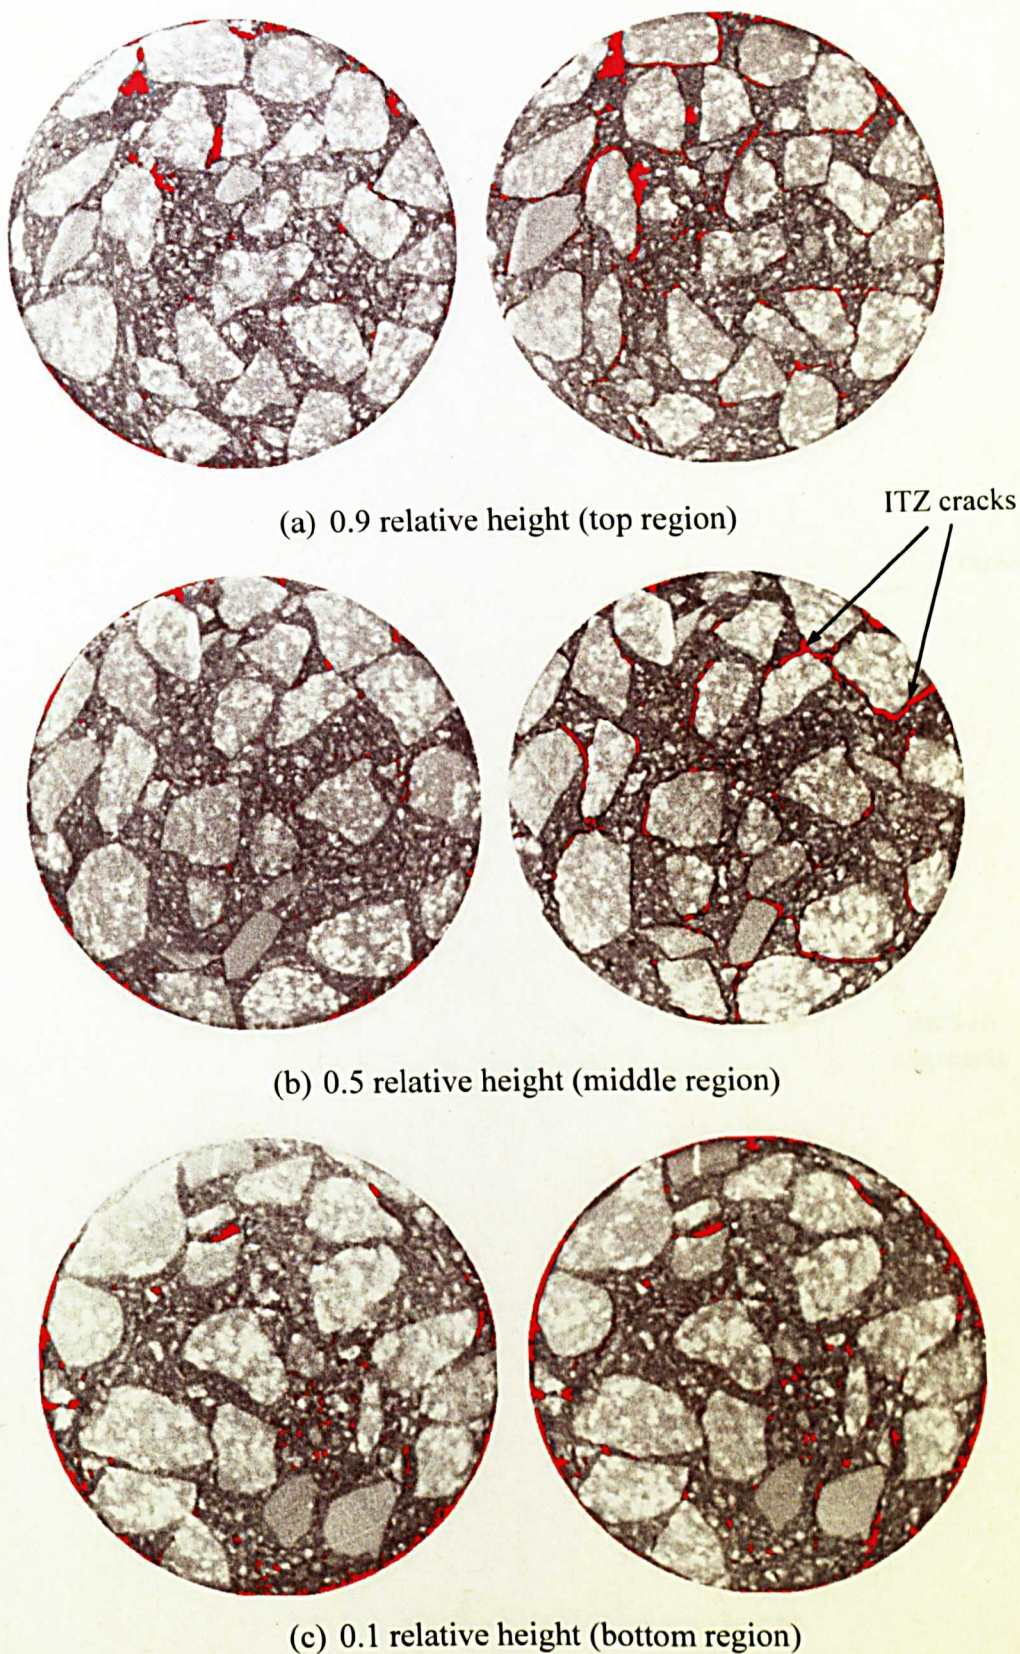 (a) 0.9 relative height (top region)
ITZ cracks
(b) 0.5 relative height (middle region)
(c) 0.1 relative height (bottom region)